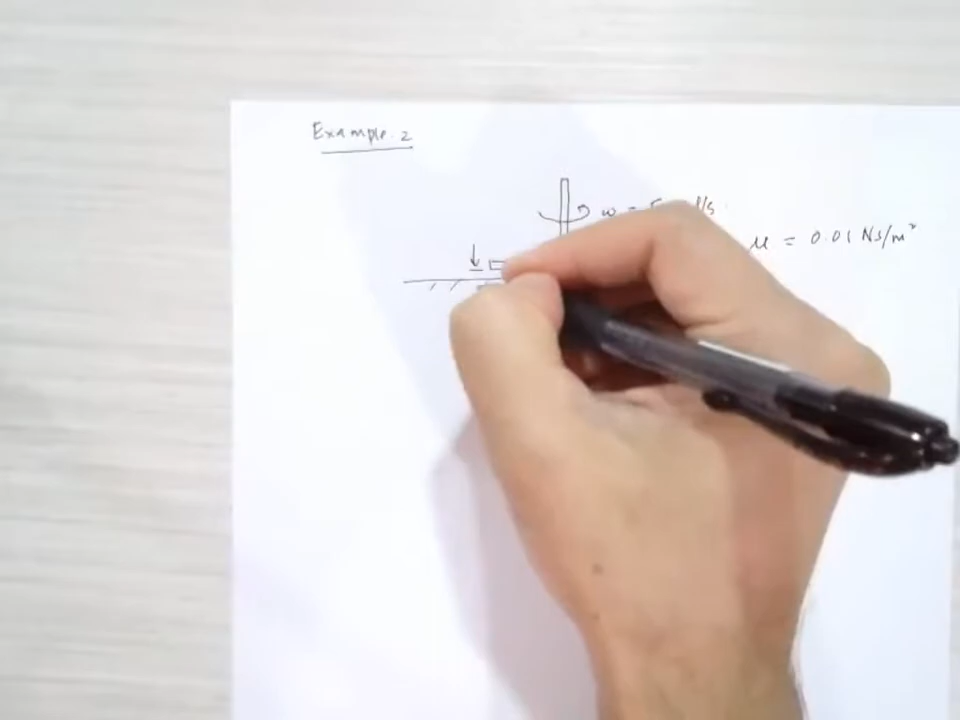 Example. 2
ω =
μ = 0.01 Ns/m²